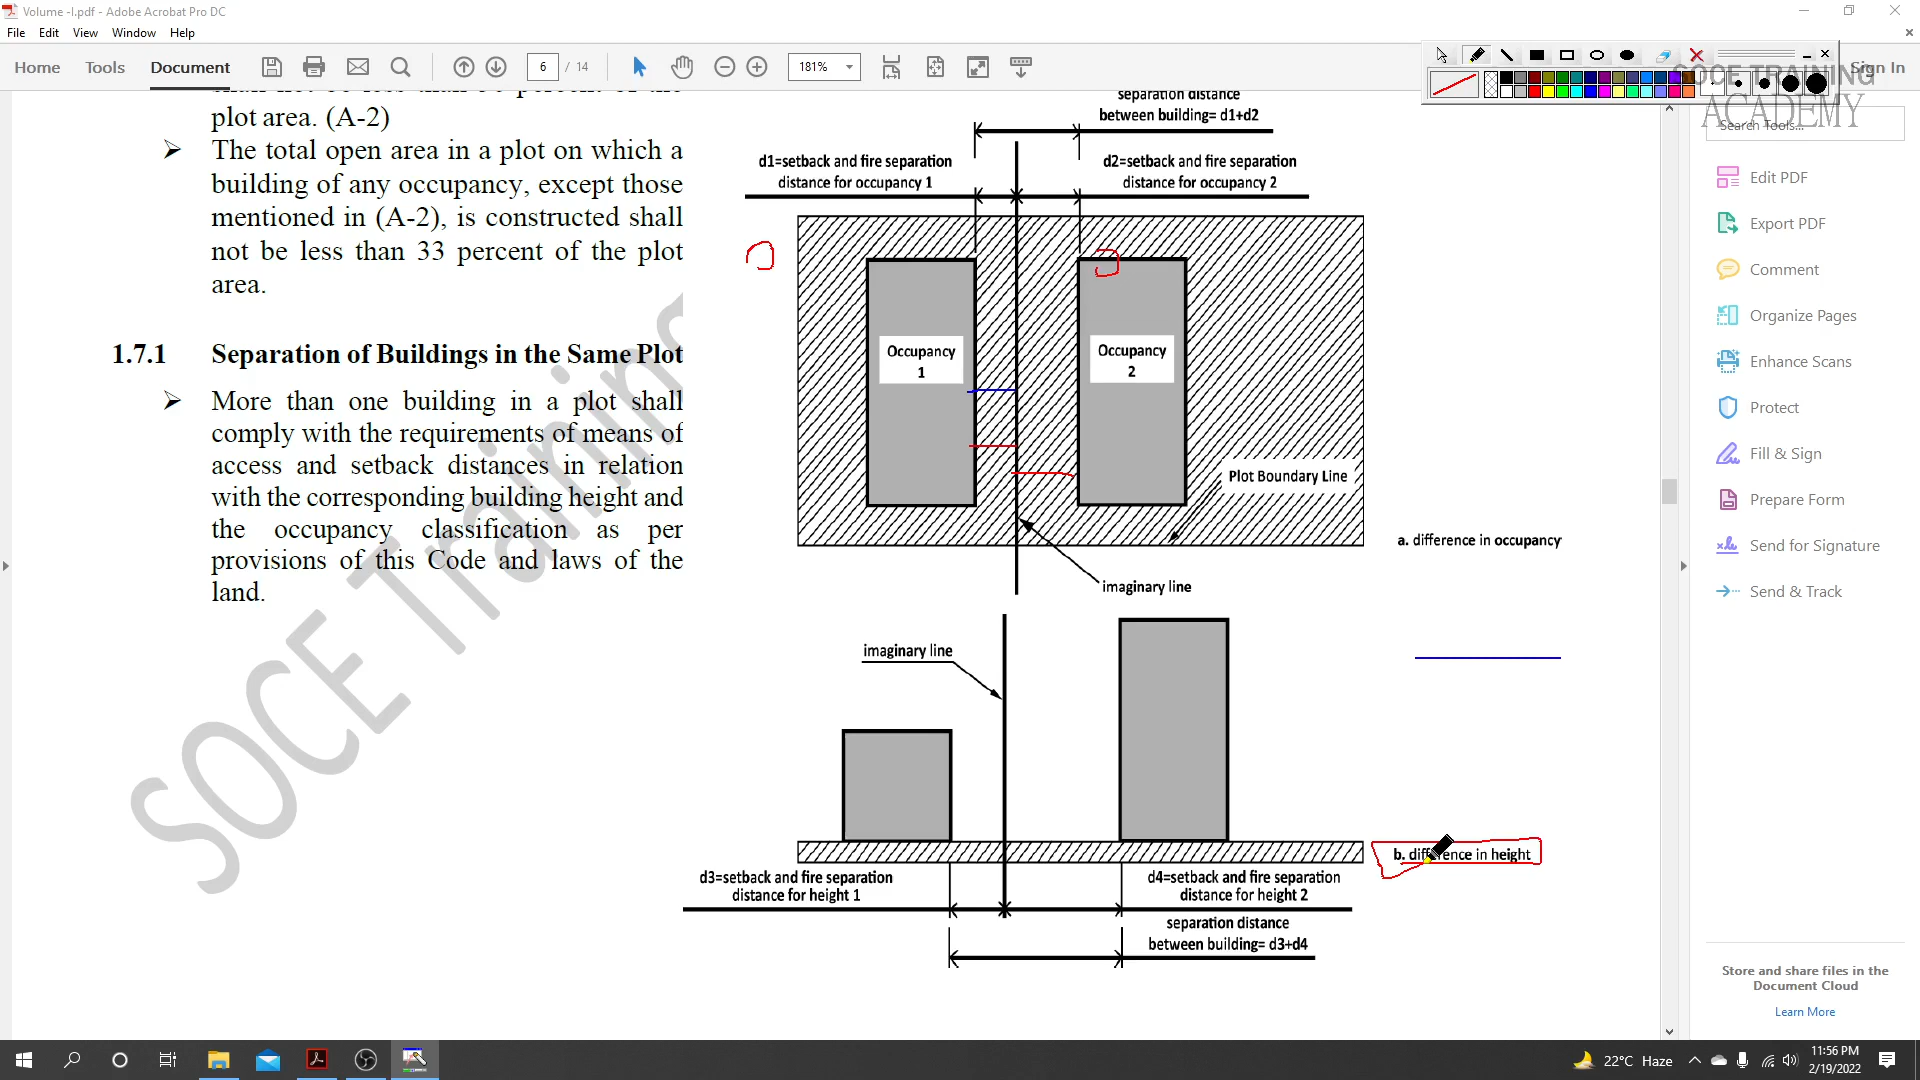 Volume -I.pdf - Adobe Acrobat Pro DC
File Edit View Window Help
Home Tools Document 6 / 14 181% Sign In
SOCE TRAINING
ACADEMY
Search Tools...
plot area. (A-2)
➢ The total open area in a plot on which a
building of any occupancy, except those
mentioned in (A-2), is constructed shall
not be less than 33 percent of the plot
area.
1.7.1 Separation of Buildings in the Same Plot
➢ More than one building in a plot shall
comply with the requirements of means of
access and setback distances in relation
with the corresponding building height and
the occupancy classification as per
provisions of this Code and laws of the
land.
SOCE Training
separation distance
between building= d1+d2
d1=setback and fire separation
distance for occupancy 1
d2=setback and fire separation
distance for occupancy 2
Occupancy
1
Occupancy
2
Plot Boundary Line
a. difference in occupancy
imaginary line
imaginary line
b. difference in height
d3=setback and fire separation
distance for height 1
d4=setback and fire separation
distance for height 2
separation distance
between building= d3+d4
Edit PDF
Export PDF
Comment
Organize Pages
Enhance Scans
Protect
Fill & Sign
Prepare Form
Send for Signature
Send & Track
Store and share files in the
Document Cloud
Learn More
22°C Haze
11:56 PM
2/19/2022